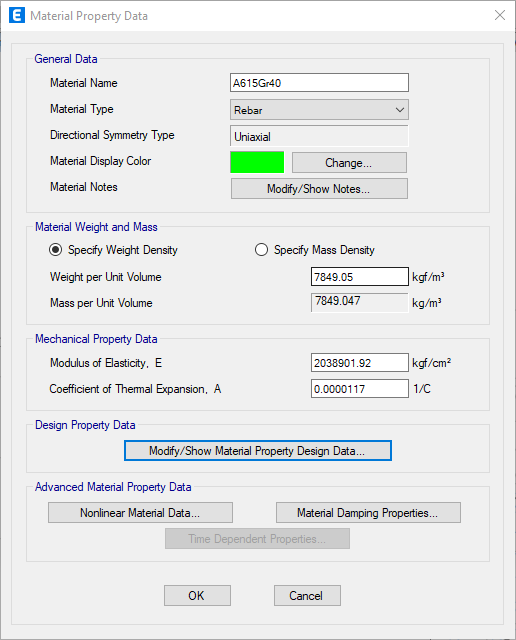 E Material Property Data
General Data
Material Name A615Gr40
Material Type Rebar
Directional Symmetry Type Uniaxial
Material Display Color Change...
Material Notes Modify/Show Notes...
Material Weight and Mass
Specify Weight Density Specify Mass Density
Weight per Unit Volume 7849.05 kgf/m³
Mass per Unit Volume 7849.047 kg/m³
Mechanical Property Data
Modulus of Elasticity, E 2038901.92 kgf/cm²
Coefficient of Thermal Expansion, A 0.0000117 1/C
Design Property Data
Modify/Show Material Property Design Data...
Advanced Material Property Data
Nonlinear Material Data... Material Damping Properties...
Time Dependent Properties...
OK Cancel